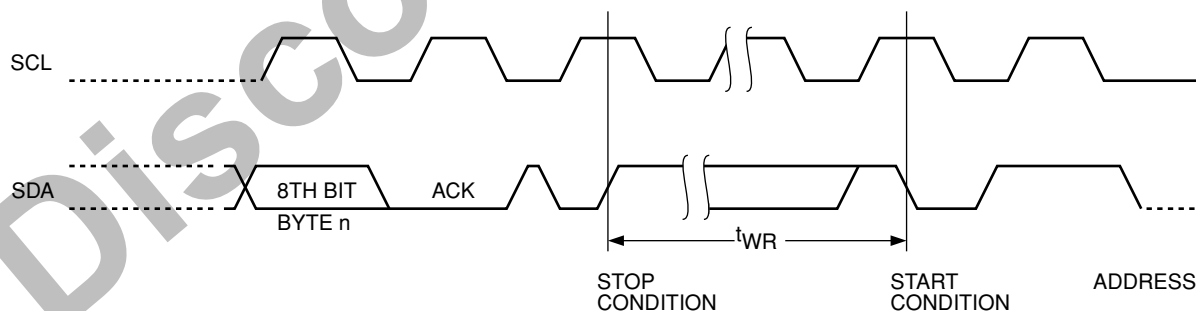 SCL
SDA
8TH BIT
ACK
BYTE n
tWR
STOP
CONDITION
START
CONDITION
ADDRESS
Disco